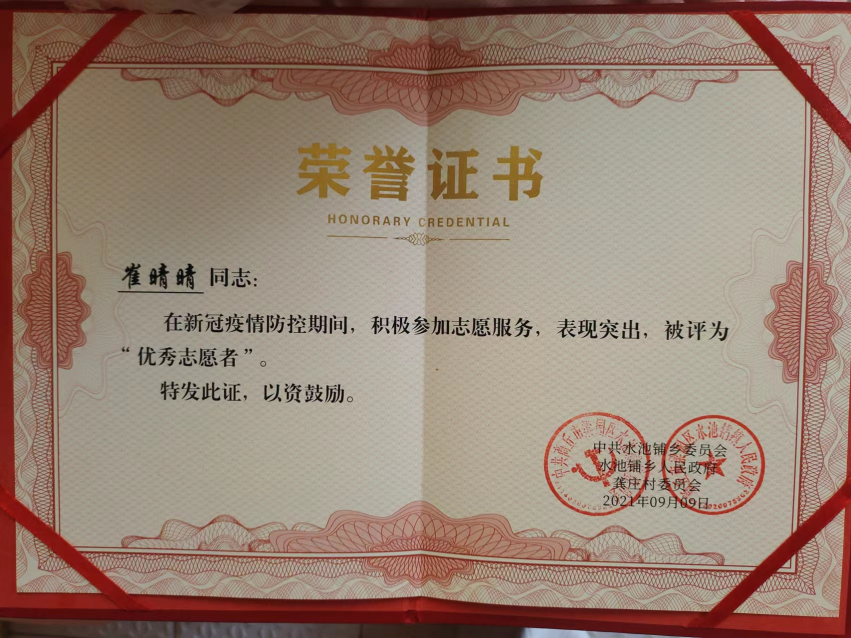 荣誉证书
HONORARY CREDENTIAL
崔晴晴 同志:
在新冠疫情防控期间,积极参加志愿服务,表现突出,被评为
“优秀志愿者”。
特发此证,以资鼓励。
中共水池铺乡委员会
水池铺乡人民政府
龚庄村委员会
2021年09月09日